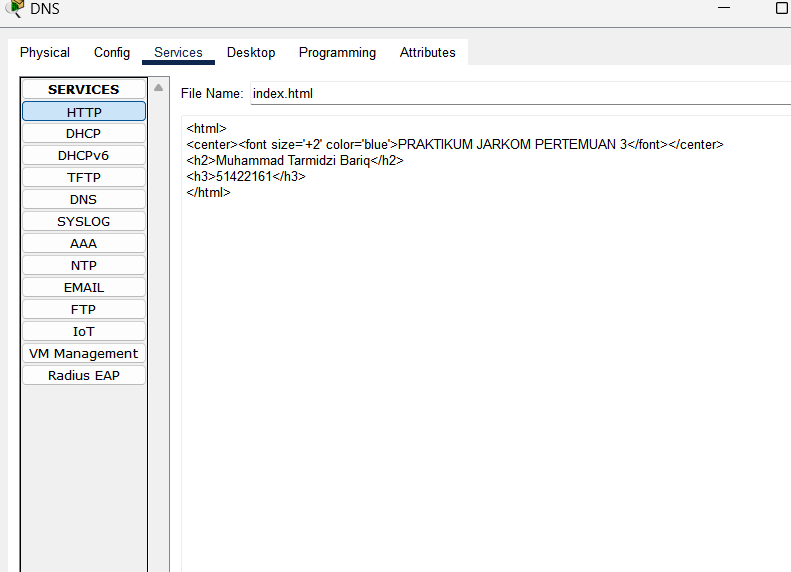 DNS
Physical Config Services Desktop Programming Attributes
SERVICES
HTTP
DHCP
DHCPv6
TFTP
DNS
SYSLOG
AAA
NTP
EMAIL
FTP
IoT
VM Management
Radius EAP
File Name: index.html
<html>
<center><font size='+2' color='blue'>PRAKTIKUM JARKOM PERTEMUAN 3</font></center>
<h2>Muhammad Tarmidzi Bariq</h2>
<h3>51422161</h3>
</html>